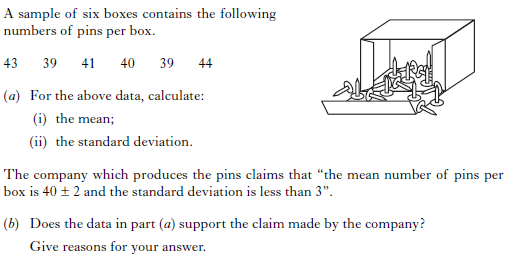 A sample of six boxes contains the following
numbers of pins per box.
43 39 41 40 39 44
(a) For the above data, calculate:
(i) the mean;
(ii) the standard deviation.
The company which produces the pins claims that “the mean number of pins per
box is 40 ± 2 and the standard deviation is less than 3”.
(b) Does the data in part (a) support the claim made by the company?
Give reasons for your answer.